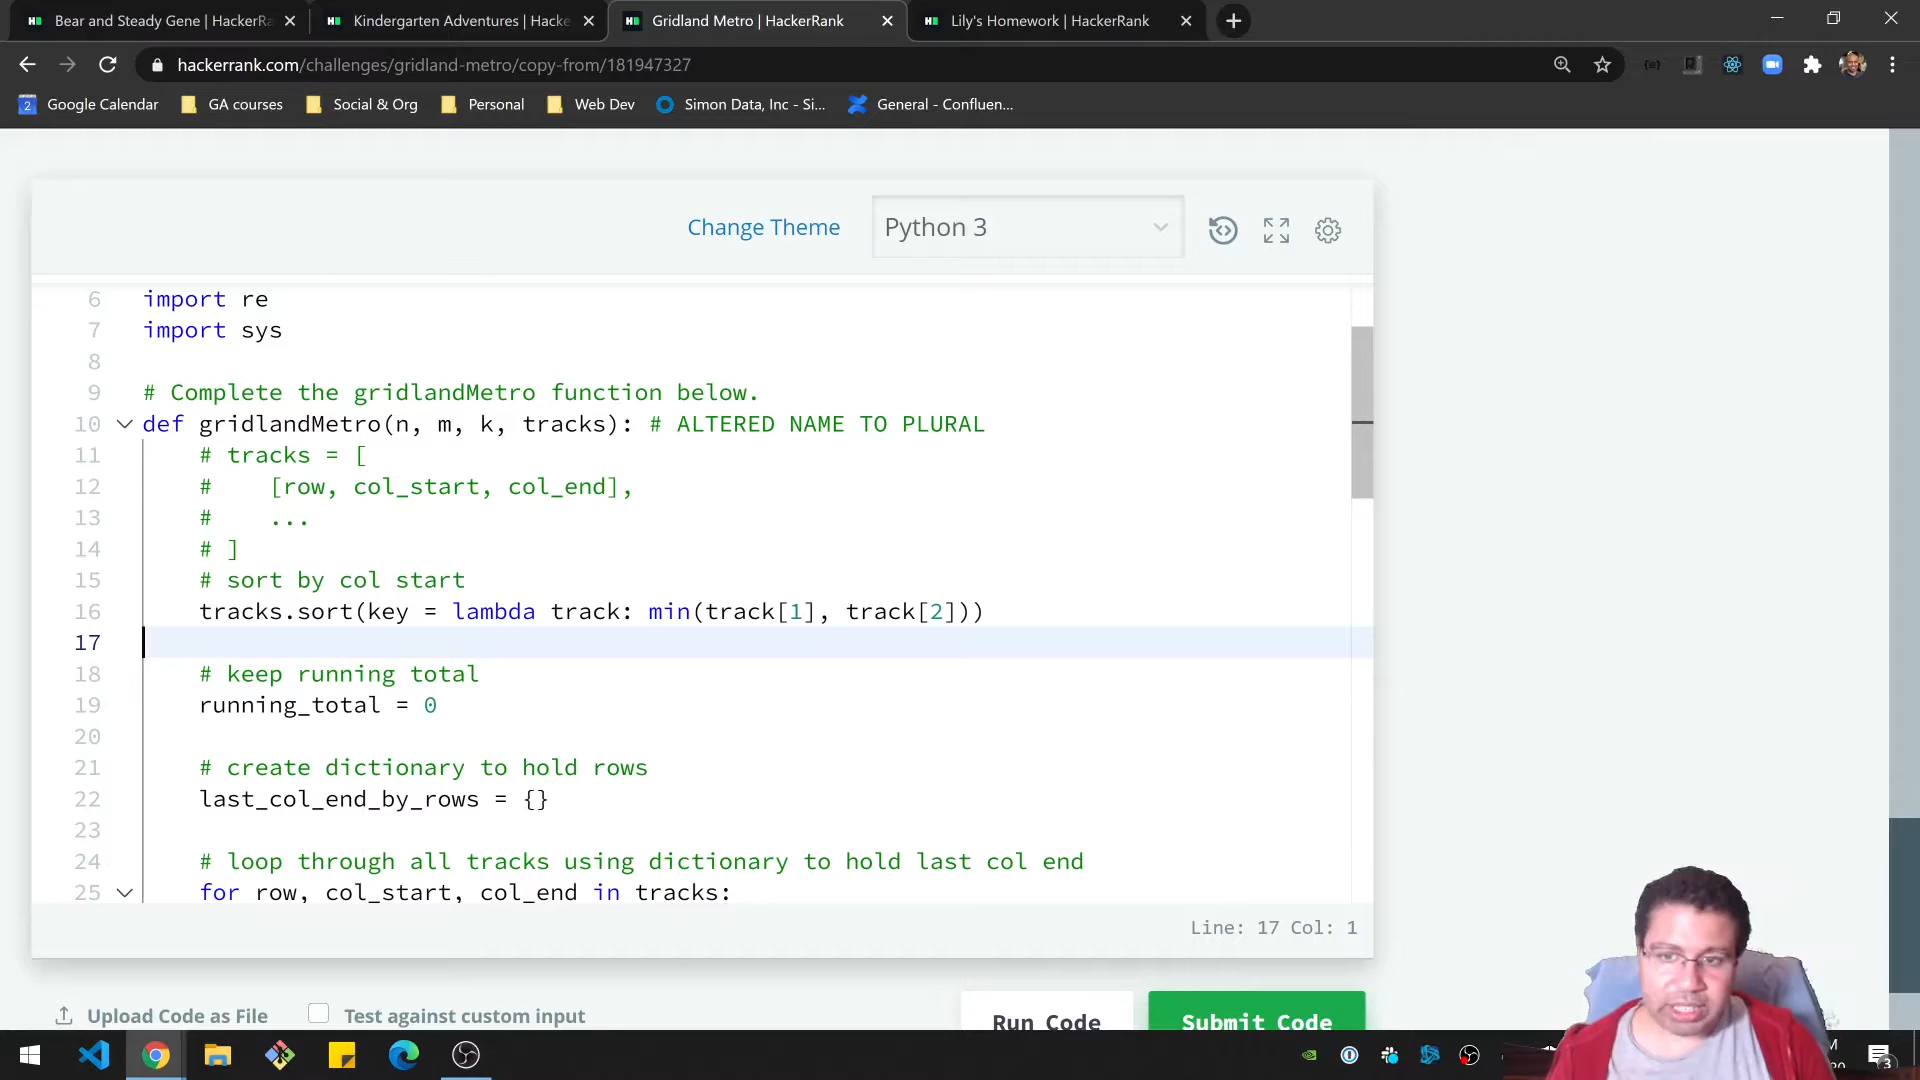 Bear and Steady Gene | HackerRa
Kindergarten Adventures | Hacke
Gridland Metro | HackerRank
Lily's Homework | HackerRank
hackerrank.com/challenges/gridland-metro/copy-from/181947327
Google Calendar
GA courses
Social & Org
Personal
Web Dev
Simon Data, Inc - Si...
General - Confluen...
Change Theme
Python 3
6 import re
7 import sys
8
9 # Complete the gridlandMetro function below.
10 def gridlandMetro(n, m, k, tracks): # ALTERED NAME TO PLURAL
11 # tracks = [
12 # [row, col_start, col_end],
13 # ...
14 # ]
15 # sort by col start
16 tracks.sort(key = lambda track: min(track[1], track[2]))
17
18 # keep running total
19 running_total = 0
20
21 # create dictionary to hold rows
22 last_col_end_by_rows = {}
23
24 # loop through all tracks using dictionary to hold last col end
25 for row, col_start, col_end in tracks:
Line: 17 Col: 1
Upload Code as File
Test against custom input
Run Code
Submit Code